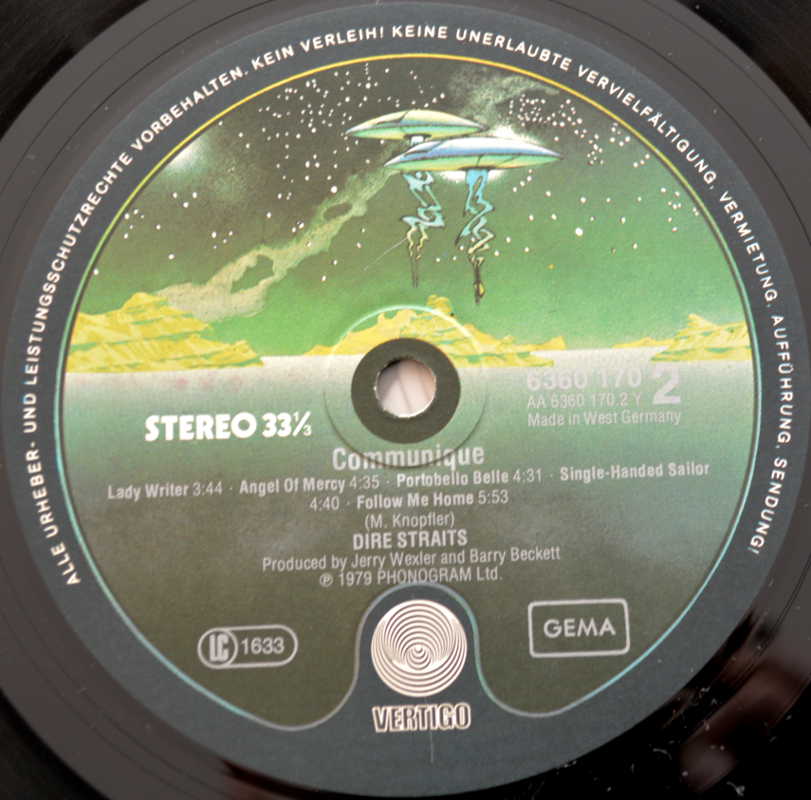 ALLE URHEBER- UND LEISTUNGSSCHUTZRECHTE VORBEHALTEN. KEIN VERLEIH! KEINE UNERLAUBTE VERVIELFÄLTIGUNG, VERMIETUNG, AUFFÜHRUNG, SENDUNG!
6360 170 2
AA 6360 170.2 Y
Made in West Germany
STEREO 33⅓
Communique
Lady Writer 3:44 · Angel Of Mercy 4:35 · Portobello Belle 4:31 · Single-Handed Sailor
4:40 · Follow Me Home 5:53
(M. Knopfler)
DIRE STRAITS
Produced by Jerry Wexler and Barry Beckett
℗ 1979 PHONOGRAM Ltd.
LC 1633
GEMA
VERTIGO